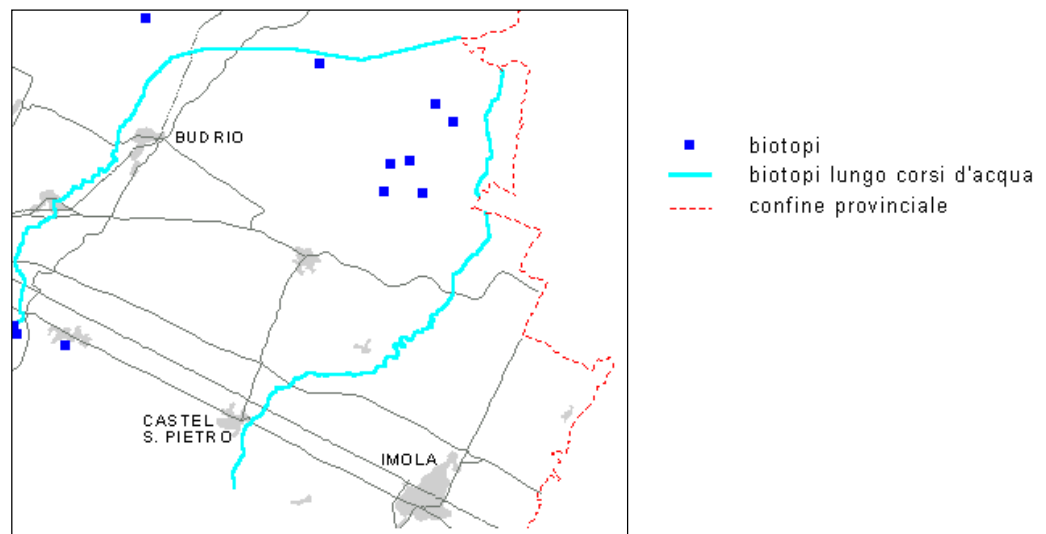 BUDRIO
CASTEL
S. PIETRO
IMOLA
biotopi
biotopi lungo corsi d'acqua
confine provinciale